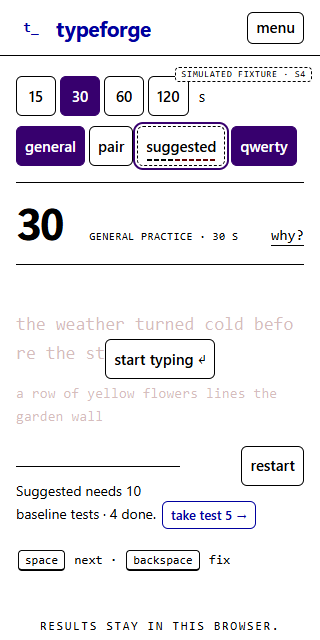 t_ typeforge menu
SIMULATED FIXTURE · S4
15 30 60 120 s
general pair suggested qwerty
30 GENERAL PRACTICE · 30 S why?
the weather turned cold befo
re the st
start typing ↲
a row of yellow flowers lines the
garden wall
restart
Suggested needs 10
baseline tests · 4 done. take test 5 →
space next · backspace fix
RESULTS STAY IN THIS BROWSER.